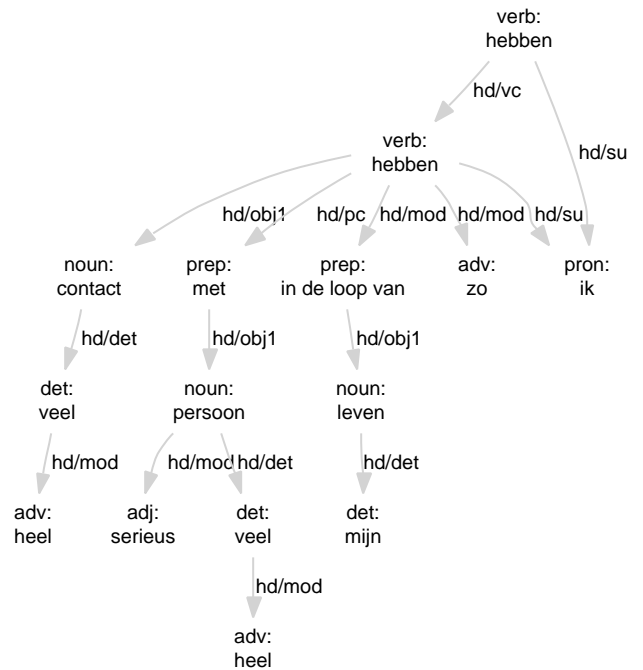 verb:
hebben
hd/vc
hd/su
verb:
hebben
hd/obj1
hd/pc
hd/mod
hd/mod
hd/su
noun:
contact
prep:
met
prep:
in de loop van
adv:
zo
pron:
ik
hd/det
hd/obj1
hd/obj1
det:
veel
noun:
persoon
noun:
leven
hd/mod
hd/mod
hd/det
hd/det
adv:
heel
adj:
serieus
det:
veel
det:
mijn
hd/mod
adv:
heel